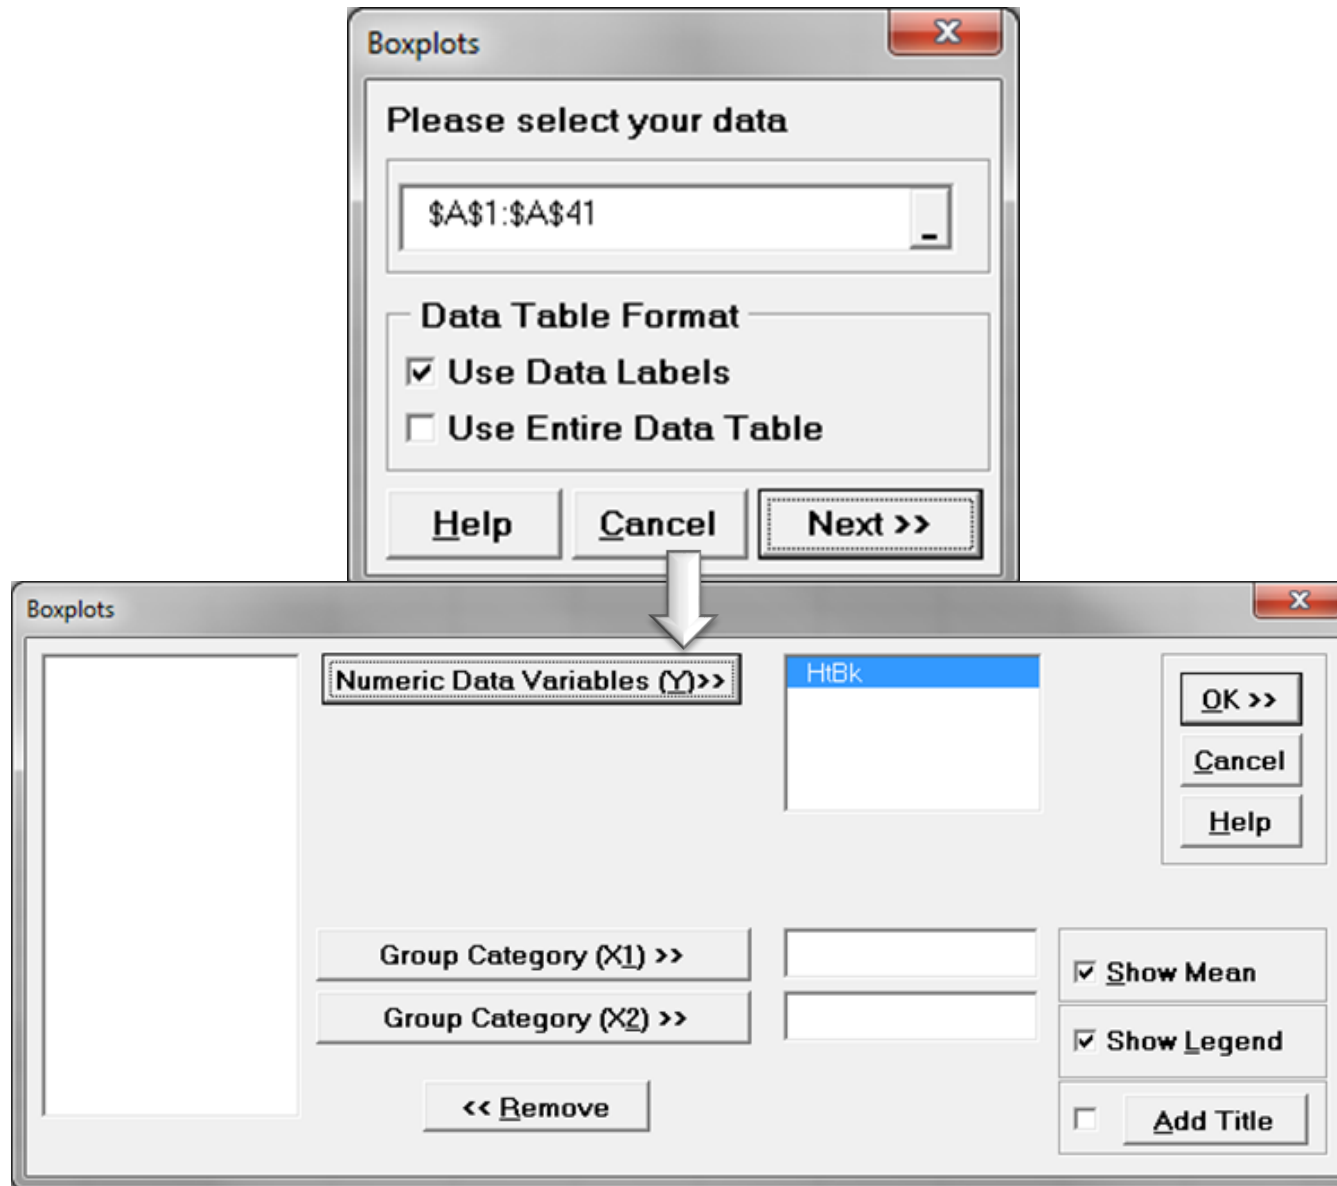 Boxplots
Please select your data
$A$1:$A$41
Data Table Format
Use Data Labels
Use Entire Data Table
Help Cancel Next >>
Boxplots
Numeric Data Variables (Y)>> HtBk
OK >>
Cancel
Help
Group Category (X1) >>
Show Mean
Group Category (X2) >>
Show Legend
<< Remove
Add Title